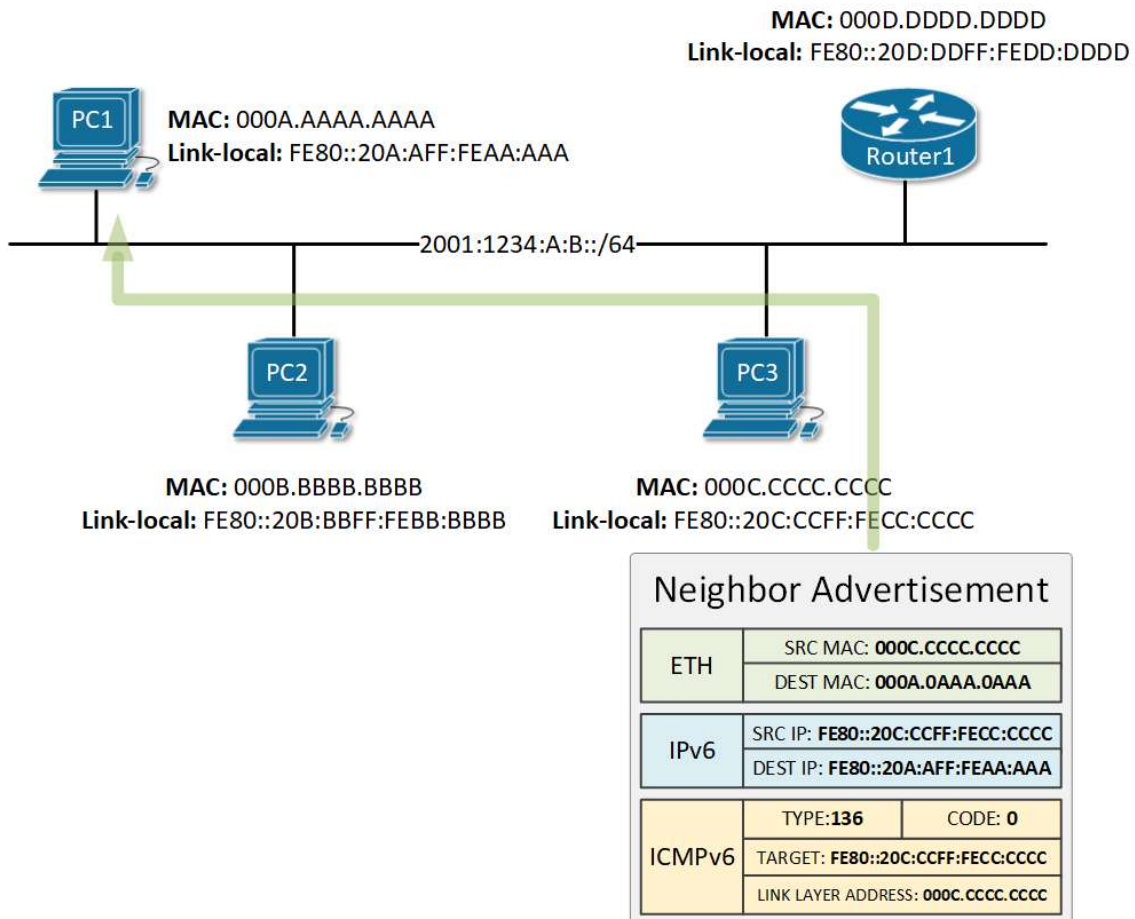 MAC: 000D.DDDD.DDDD
Link-local: FE80::20D:DDFF:FEDD:DDDD
PC1
MAC: 000A.AAAA.AAAA
Link-local: FE80::20A:AFF:FEAA:AAA
Router1
2001:1234:A:B::/64
PC2
PC3
MAC: 000B.BBBB.BBBB
Link-local: FE80::20B:BBFF:FEBB:BBBB
MAC: 000C.CCCC.CCCC
Link-local: FE80::20C:CCFF:FECC:CCCC
Neighbor Advertisement
ETH
SRC MAC: 000C.CCCC.CCCC
DEST MAC: 000A.0AAA.0AAA
IPv6
SRC IP: FE80::20C:CCFF:FECC:CCCC
DEST IP: FE80::20A:AFF:FEAA:AAA
ICMPv6
TYPE:136
CODE: 0
TARGET: FE80::20C:CCFF:FECC:CCCC
LINK LAYER ADDRESS: 000C.CCCC.CCCC